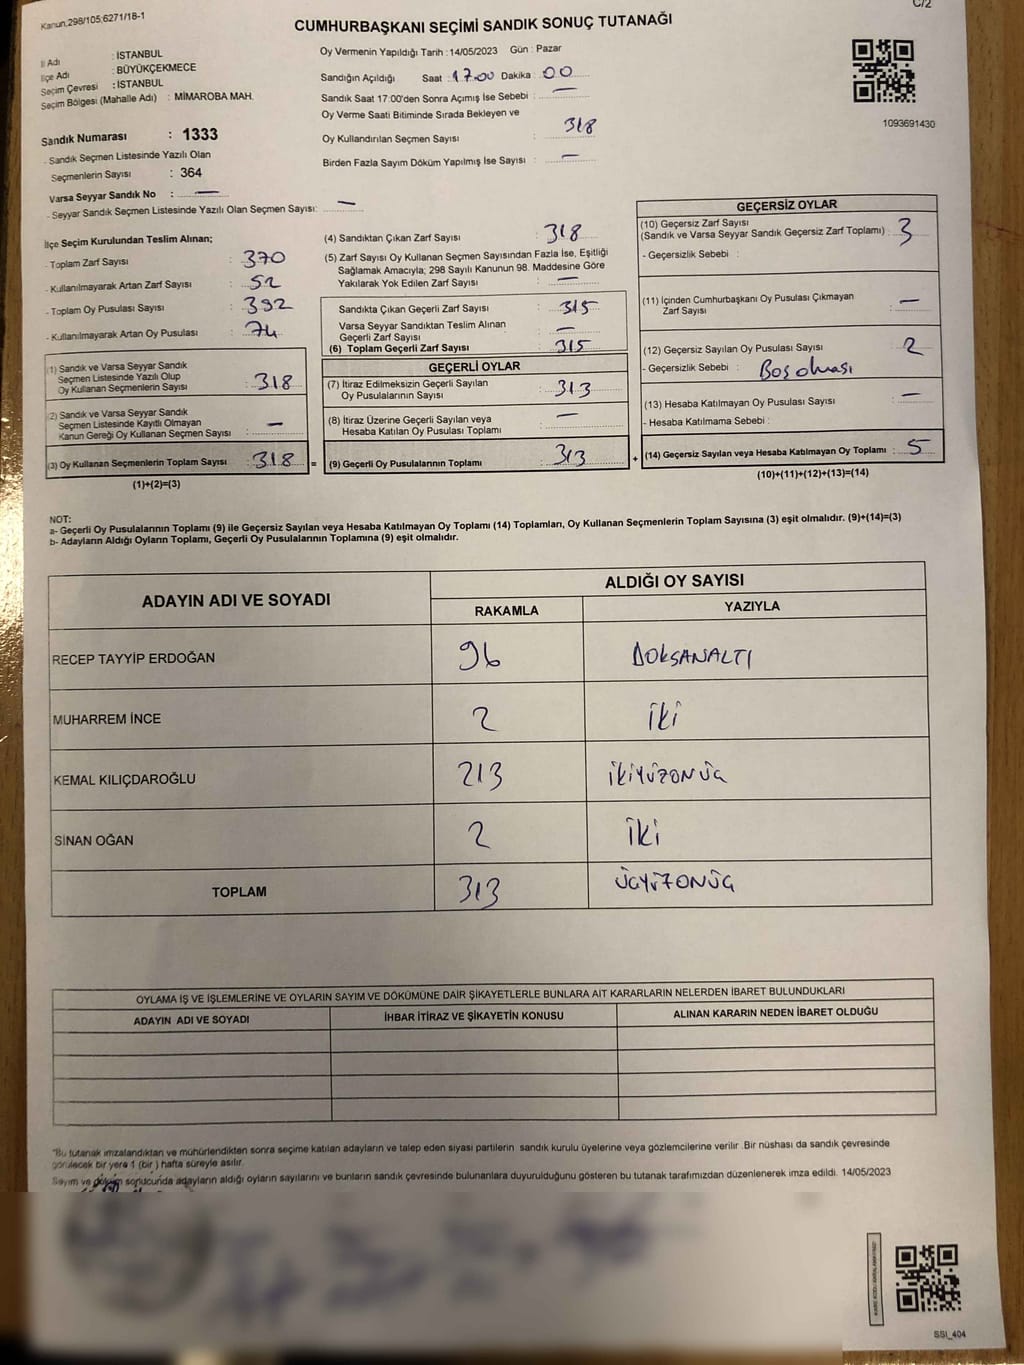 Kanun.298/105,6271/18-1
C/2
CUMHURBAŞKANI SEÇİMİ SANDIK SONUÇ TUTANAĞI
İl Adı : İSTANBUL
İlçe Adı : BÜYÜKÇEKMECE
Seçim Çevresi : İSTANBUL
Seçim Bölgesi (Mahalle Adı) : MİMAROBA MAH.
Sandık Numarası : 1333
- Sandık Seçmen Listesinde Yazılı Olan
Seçmenlerin Sayısı : 364
Varsa Seyyar Sandık No : —
- Seyyar Sandık Seçmen Listesinde Yazılı Olan Seçmen Sayısı: —
Oy Vermenin Yapıldığı Tarih : 14/05/2023 Gün : Pazar
Sandığın Açıldığı Saat : 17.00 Dakika : 00
Sandık Saat 17:00'den Sonra Açımış İse Sebebi : —
Oy Verme Saati Bitiminde Sırada Bekleyen ve
Oy Kullandırılan Seçmen Sayısı : 318
Birden Fazla Sayım Döküm Yapılmış İse Sayısı : —
1093691430
İlçe Seçim Kurulundan Teslim Alınan;
- Toplam Zarf Sayısı : 370
- Kullanılmayarak Artan Zarf Sayısı : 52
- Toplam Oy Pusulası Sayısı : 392
- Kullanılmayarak Artan Oy Pusulası : 74
(1) Sandık ve Varsa Seyyar Sandık
Seçmen Listesinde Yazılı Olup
Oy Kullanan Seçmenlerin Sayısı : 318
(2) Sandık ve Varsa Seyyar Sandık
Seçmen Listesinde Kayıtlı Olmayan
Kanun Gereği Oy Kullanan Seçmen Sayısı : —
(3) Oy Kullanan Seçmenlerin Toplam Sayısı : 318
(1)+(2)=(3)
(4) Sandıktan Çıkan Zarf Sayısı : 318
(5) Zarf Sayısı Oy Kullanan Seçmen Sayısından Fazla İse, Eşitliği
Sağlamak Amacıyla; 298 Sayılı Kanunun 98. Maddesine Göre
Yakılarak Yok Edilen Zarf Sayısı : —
Sandıkta Çıkan Geçerli Zarf Sayısı : 315
Varsa Seyyar Sandıktan Teslim Alınan
Geçerli Zarf Sayısı : —
(6) Toplam Geçerli Zarf Sayısı : 315
GEÇERLİ OYLAR
(7) İtiraz Edilmeksizin Geçerli Sayılan
Oy Pusulalarının Sayısı : 313
(8) İtiraz Üzerine Geçerli Sayılan veya
Hesaba Katılan Oy Pusulası Toplamı : —
= (9) Geçerli Oy Pusulalarının Toplamı : 313
GEÇERSİZ OYLAR
(10) Geçersiz Zarf Sayısı
(Sandık ve Varsa Seyyar Sandık Geçersiz Zarf Toplamı) : 3
- Geçersizlik Sebebi :
(11) İçinden Cumhurbaşkanı Oy Pusulası Çıkmayan
Zarf Sayısı : —
(12) Geçersiz Sayılan Oy Pusulası Sayısı : 2
- Geçersizlik Sebebi : Boş olması
(13) Hesaba Katılmayan Oy Pusulası Sayısı : —
- Hesaba Katılmama Sebebi :
+ (14) Geçersiz Sayılan veya Hesaba Katılmayan Oy Toplamı : 5
(10)+(11)+(12)+(13)=(14)
NOT:
a- Geçerli Oy Pusulalarının Toplamı (9) ile Geçersiz Sayılan veya Hesaba Katılmayan Oy Toplamı (14) Toplamları, Oy Kullanan Seçmenlerin Toplam Sayısına (3) eşit olmalıdır. (9)+(14)=(3)
b- Adayların Aldığı Oyların Toplamı, Geçerli Oy Pusulalarının Toplamına (9) eşit olmalıdır.
ADAYIN ADI VE SOYADI ALDIĞI OY SAYISI
RAKAMLA YAZIYLA
RECEP TAYYİP ERDOĞAN 96 DOKSANALTI
MUHARREM İNCE 2 İKİ
KEMAL KILIÇDAROĞLU 213 İKİYÜZONÜÇ
SİNAN OĞAN 2 İKİ
TOPLAM 313 ÜÇYÜZONÜÇ
OYLAMA İŞ VE İŞLEMLERİNE VE OYLARIN SAYIM VE DÖKÜMÜNE DAİR ŞİKAYETLERLE BUNLARA AİT KARARLARIN NELERDEN İBARET BULUNDUKLARI
ADAYIN ADI VE SOYADI İHBAR İTİRAZ VE ŞİKAYETİN KONUSU ALINAN KARARIN NEDEN İBARET OLDUĞU
"Bu tutanak imzalandıktan ve mühürlendikten sonra seçime katılan adayların ve talep eden siyasi partilerin sandık kurulu üyelerine veya gözlemcilerine verilir .Bir nüshası da sandık çevresinde
görülecek bir yere 1 (bir ) hafta süreyle asılır.
Sayım ve döküm sonucunda adayların aldığı oyların sayılarını ve bunların sandık çevresinde bulunanlara duyurulduğunu gösteren bu tutanak tarafımızdan düzenlenerek imza edildi. 14/05/2023
SSI_404